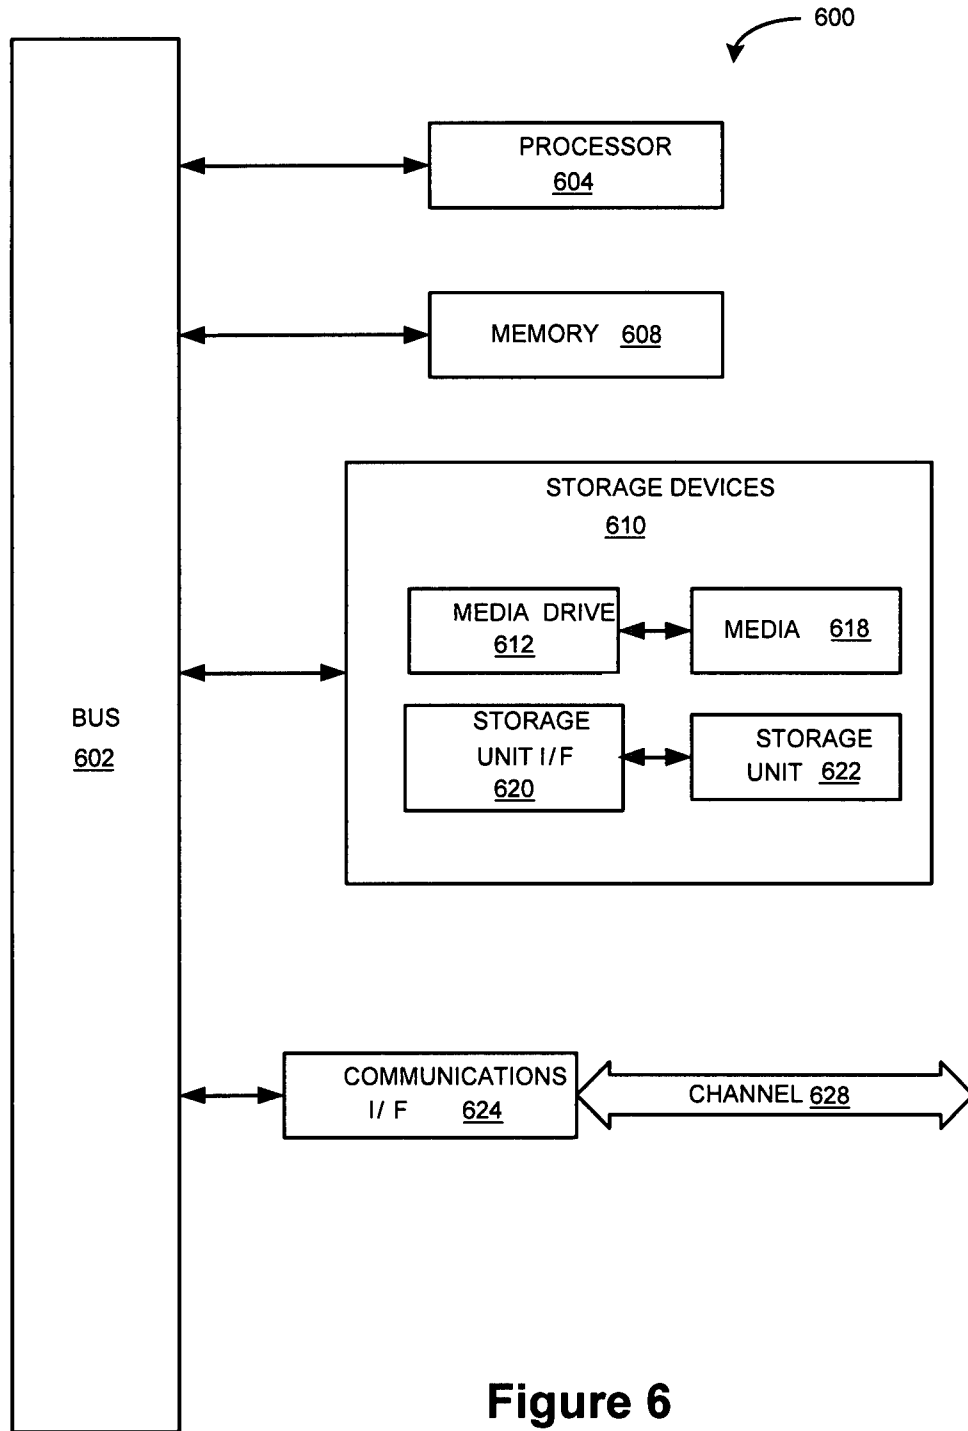 600
PROCESSOR
604
MEMORY 608
STORAGE DEVICES
610
MEDIA DRIVE
612
MEDIA 618
BUS
602
STORAGE
UNIT I/F
620
STORAGE
UNIT 622
COMMUNICATIONS
I/F 624
CHANNEL 628
Figure 6